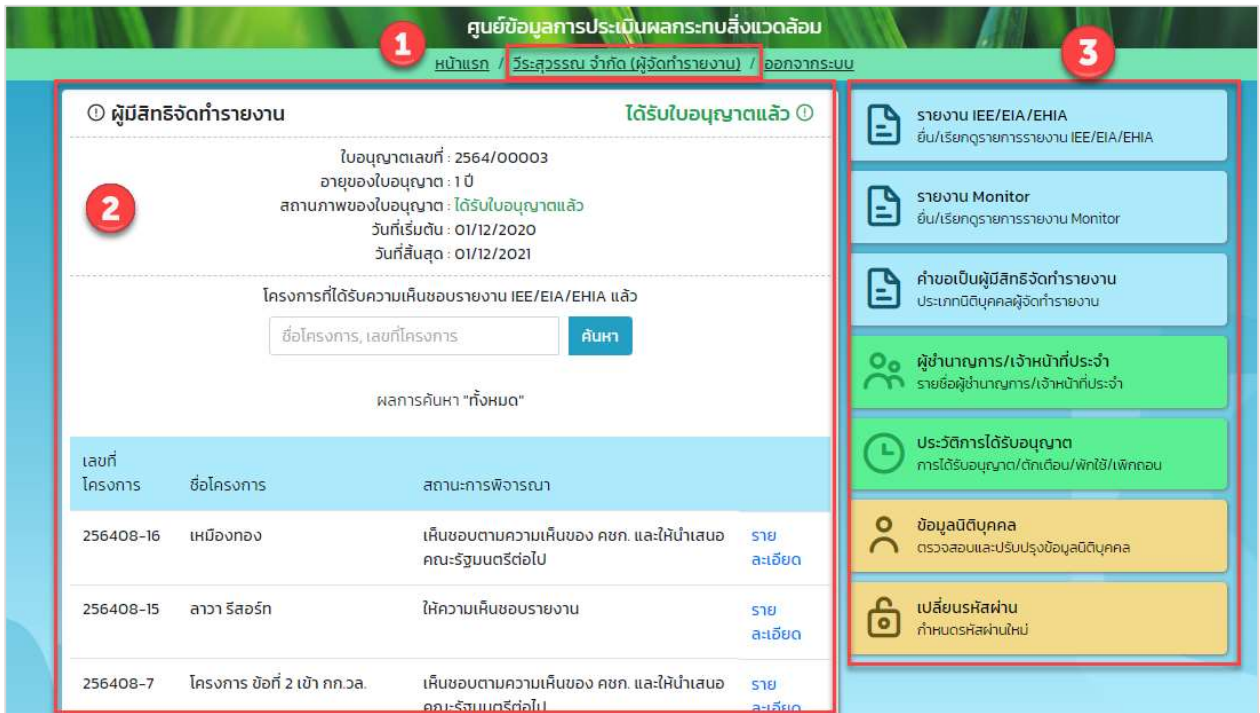 ศูนย์ข้อมูลการประเมินผลกระทบสิ่งแวดล้อม
1
หน้าแรก / วีระสุวรรณ จำกัด (ผู้จัดทำรายงาน) / ออกจากระบบ
3
ผู้มีสิทธิจัดทำรายงาน
ได้รับใบอนุญาตแล้ว
2
ใบอนุญาตเลขที่ : 2564/00003
อายุของใบอนุญาต : 1 ปี
สถานภาพของใบอนุญาต : ได้รับใบอนุญาตแล้ว
วันที่เริ่มต้น : 01/12/2020
วันที่สิ้นสุด : 01/12/2021
โครงการที่ได้รับความเห็นชอบรายงาน IEE/EIA/EHIA แล้ว
ชื่อโครงการ, เลขที่โครงการ
ค้นหา
ผลการค้นหา "ทั้งหมด"
เลขที่
โครงการ ชื่อโครงการ สถานะการพิจารณา
256408-16 เหมืองทอง เห็นชอบตามความเห็นของ คชก. และให้นำเสนอ ราย
คณะรัฐมนตรีต่อไป ละเอียด
256408-15 ลาวา รีสอร์ท ให้ความเห็นชอบรายงาน ราย
ละเอียด
256408-7 โครงการ ข้อที่ 2 เข้า กก.วล. เห็นชอบตามความเห็นของ คชก. และให้นำเสนอ ราย
คณะรัฐมนตรีต่อไป ละเอียด
รายงาน IEE/EIA/EHIA
ยื่น/เรียกดูรายการรายงาน IEE/EIA/EHIA
รายงาน Monitor
ยื่น/เรียกดูรายการรายงาน Monitor
คำขอเป็นผู้มีสิทธิจัดทำรายงาน
ประเภทนิติบุคคลผู้จัดทำรายงาน
ผู้ชำนาญการ/เจ้าหน้าที่ประจำ
รายชื่อผู้ชำนาญการ/เจ้าหน้าที่ประจำ
ประวัติการได้รับอนุญาต
การได้รับอนุญาต/ตักเตือน/พักใช้/เพิกถอน
ข้อมูลนิติบุคคล
ตรวจสอบและปรับปรุงข้อมูลนิติบุคคล
เปลี่ยนรหัสผ่าน
กำหนดรหัสผ่านใหม่